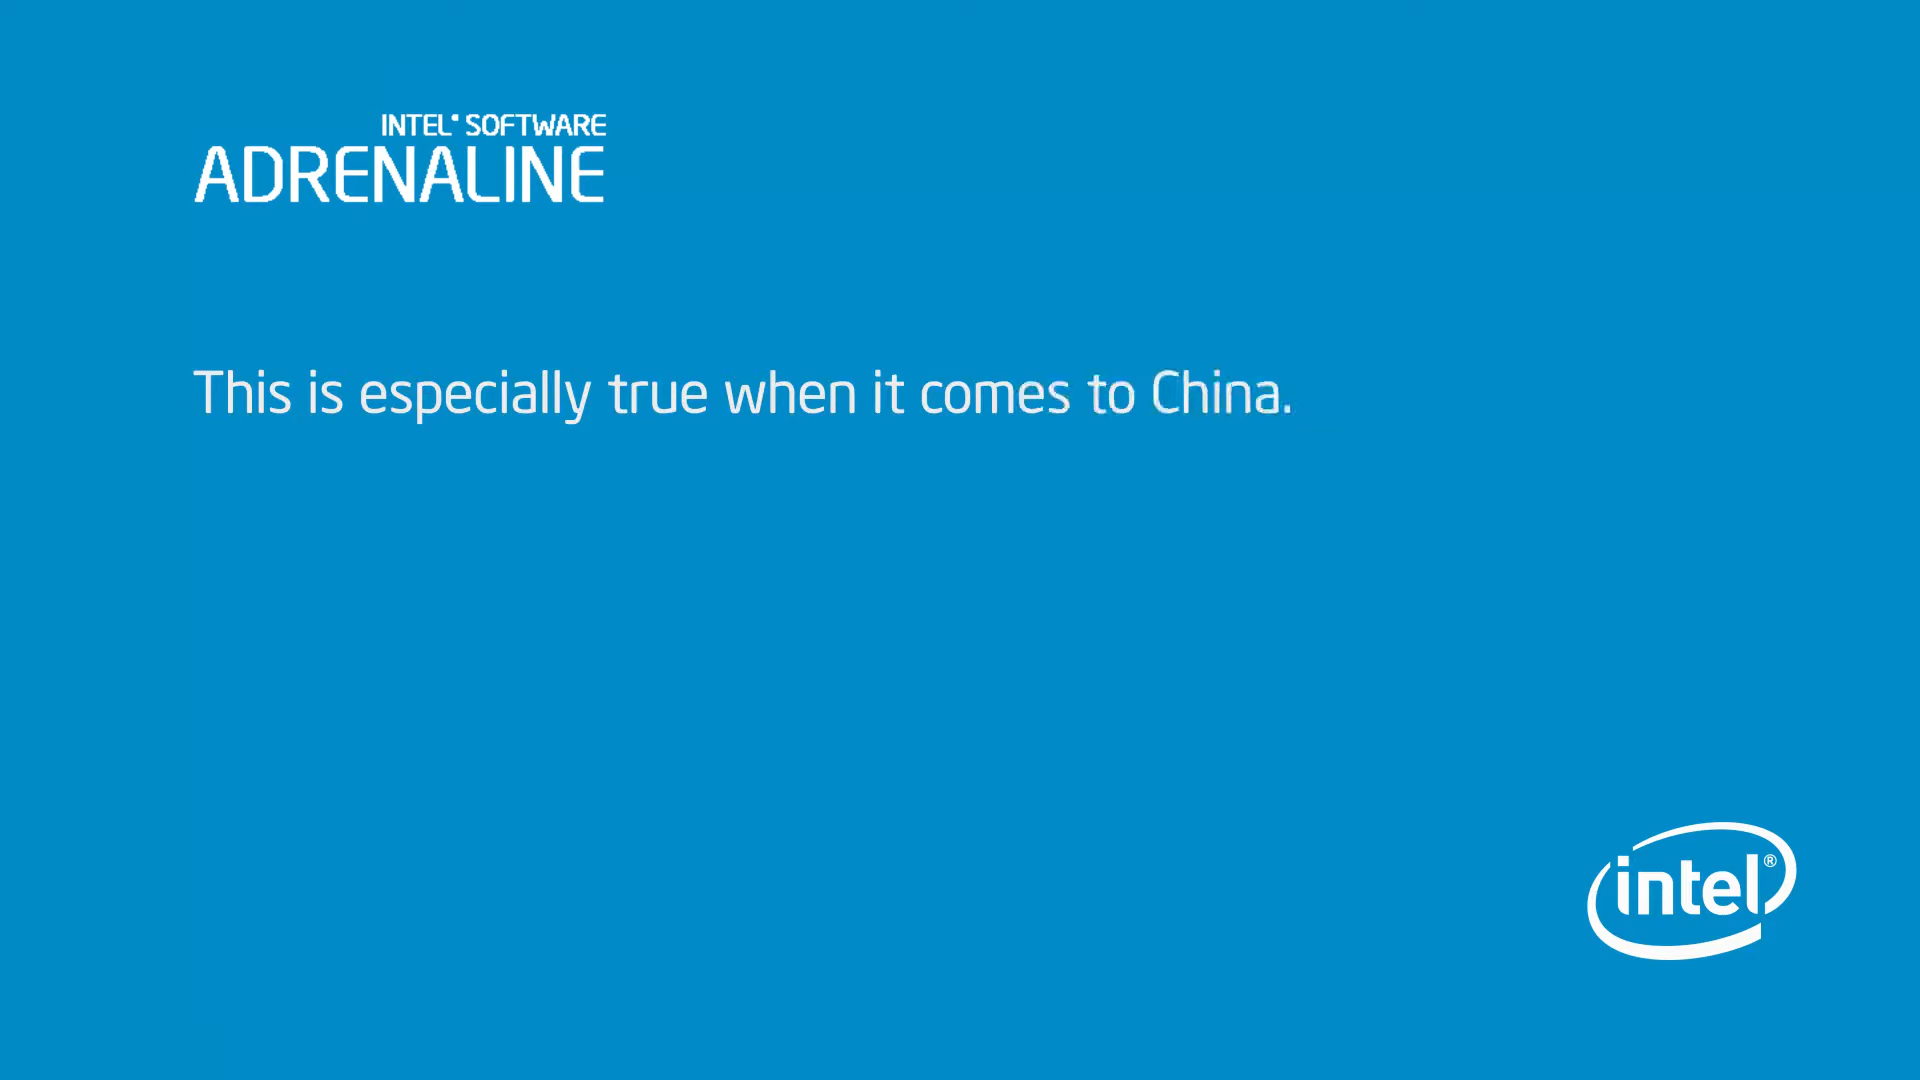 INTEL® SOFTWARE
ADRENALINE
This is especially true when it comes to China.
intel®